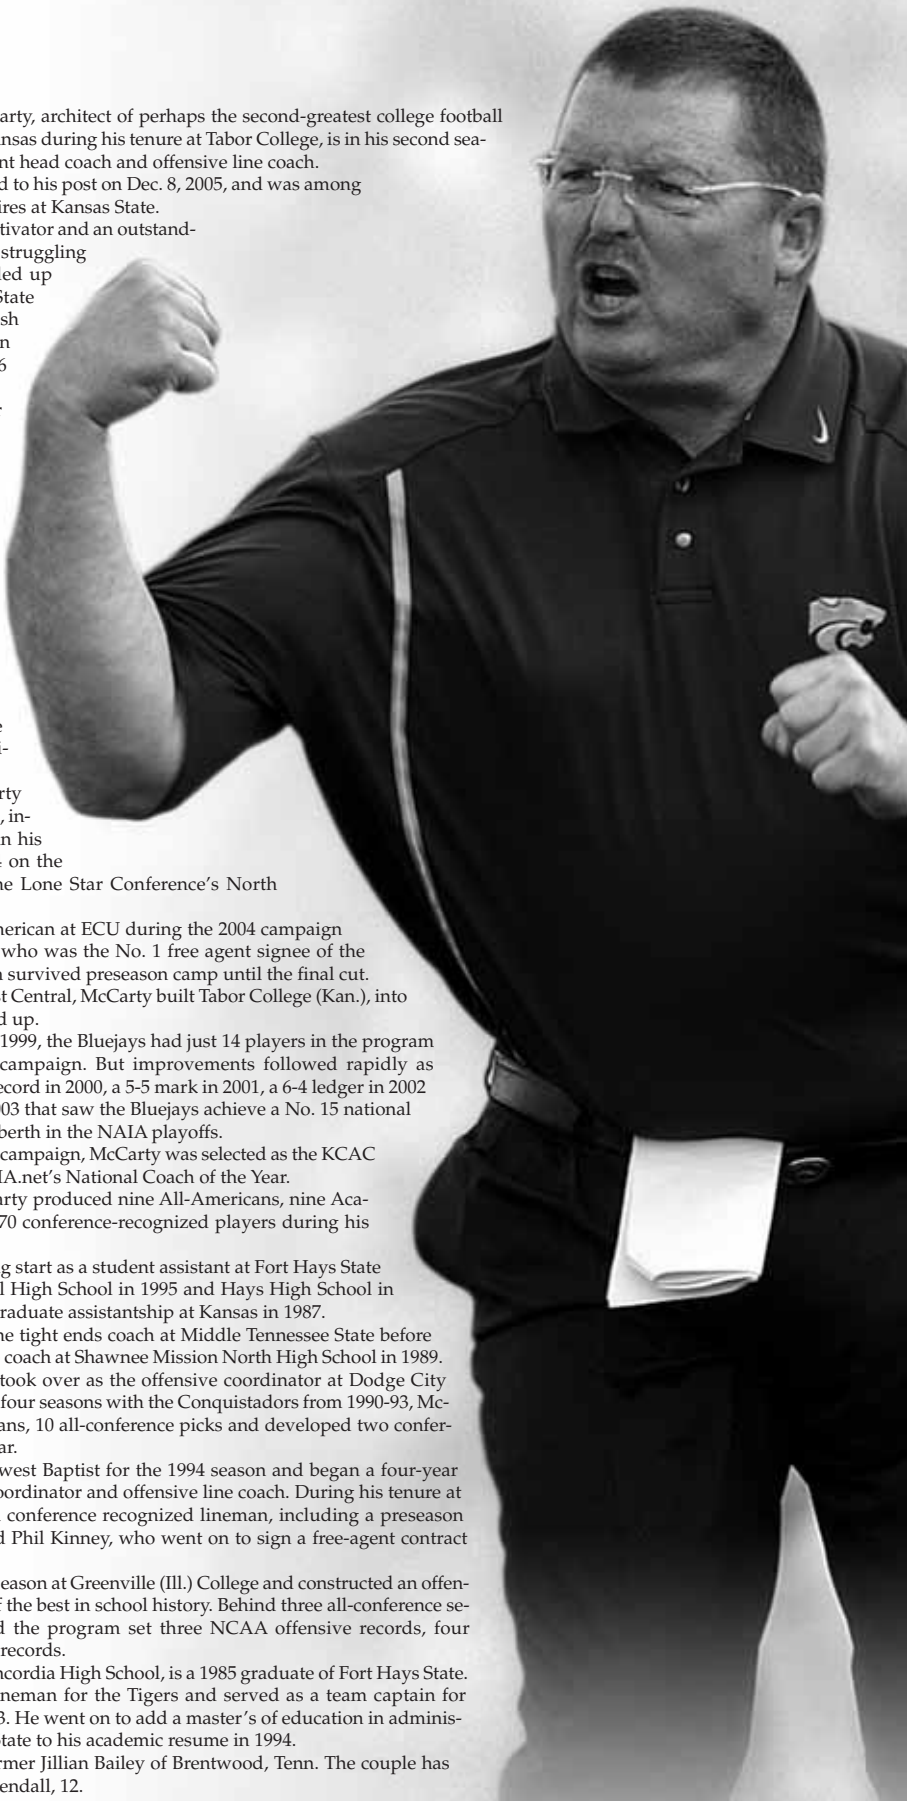 arty, architect of perhaps the second-greatest college football
nsas during his tenure at Tabor College, is in his second sea-
nt head coach and offensive line coach.
d to his post on Dec. 8, 2005, and was among
ires at Kansas State.
tivator and an outstand-
struggling
led up
State
sh
n
6
.
e
i-
rty
, in-
n his
4 on the
ne Lone Star Conference's North
merican at ECU during the 2004 campaign
who was the No. 1 free agent signee of the
n survived preseason camp until the final cut.
st Central, McCarty built Tabor College (Kan.), into
d up.
1999, the Bluejays had just 14 players in the program
campaign. But improvements followed rapidly as
record in 2000, a 5-5 mark in 2001, a 6-4 ledger in 2002
003 that saw the Bluejays achieve a No. 15 national
berth in the NAIA playoffs.
campaign, McCarty was selected as the KCAC
IA.net's National Coach of the Year.
arty produced nine All-Americans, nine Aca-
70 conference-recognized players during his
g start as a student assistant at Fort Hays State
l High School in 1995 and Hays High School in
graduate assistantship at Kansas in 1987.
ne tight ends coach at Middle Tennessee State before
coach at Shawnee Mission North High School in 1989.
took over as the offensive coordinator at Dodge City
four seasons with the Conquistadors from 1990-93, Mc-
ans, 10 all-conference picks and developed two confer-
ar.
west Baptist for the 1994 season and began a four-year
oordinator and offensive line coach. During his tenure at
conference recognized lineman, including a preseason
d Phil Kinney, who went on to sign a free-agent contract
eason at Greenville (Ill.) College and constructed an offen-
f the best in school history. Behind three all-conference se-
d the program set three NCAA offensive records, four
records.
ncordia High School, is a 1985 graduate of Fort Hays State.
neman for the Tigers and served as a team captain for
3. He went on to add a master's of education in adminis-
tate to his academic resume in 1994.
rmer Jillian Bailey of Brentwood, Tenn. The couple has
endall, 12.